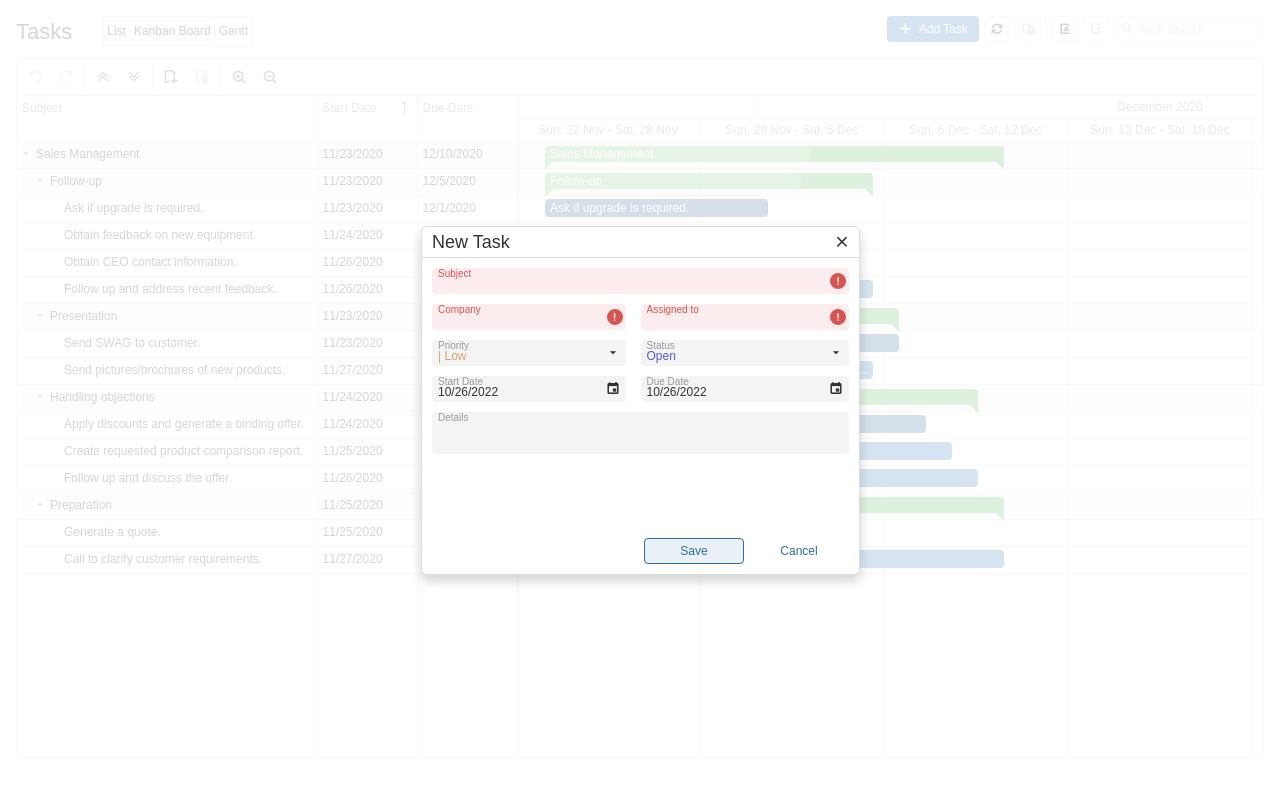 Tasks
List Kanban Board Gantt
Add Task
Task Search
Subject Start Date Due Date
December 2020
Sun, 22 Nov - Sat, 28 Nov Sun, 29 Nov - Sat, 5 Dec Sun, 6 Dec - Sat, 12 Dec Sun, 13 Dec - Sat, 19 Dec
Sales Management 11/23/2020 12/10/2020 Sales Management
Follow-up 11/23/2020 12/5/2020 Follow-up
Ask if upgrade is required. 11/23/2020 12/1/2020 Ask if upgrade is required.
Obtain feedback on new equipment. 11/24/2020
Obtain CEO contact information. 11/26/2020
Follow up and address recent feedback. 11/26/2020
Presentation 11/23/2020
Send SWAG to customer. 11/23/2020
Send pictures/brochures of new products. 11/27/2020
Handling objections 11/24/2020
Apply discounts and generate a binding offer. 11/24/2020
Create requested product comparison report. 11/25/2020
Follow up and discuss the offer. 11/26/2020
Preparation 11/25/2020
Generate a quote. 11/25/2020
Call to clarify customer requirements. 11/27/2020
New Task
Subject
Company Assigned to
Priority Status
| Low Open
Start Date Due Date
10/26/2022 10/26/2022
Details
Save Cancel